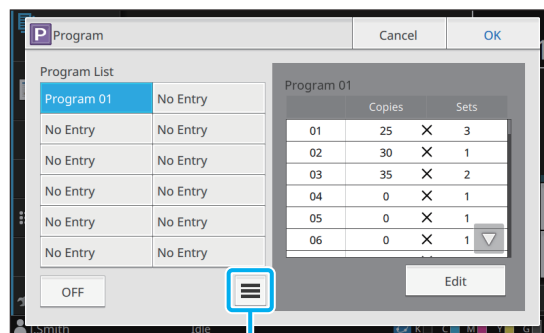 P Program Cancel OK
Program List
Program 01 No Entry
No Entry No Entry
No Entry No Entry
No Entry No Entry
No Entry No Entry
No Entry No Entry
OFF
Program 01
Copies Sets
01 25 X 3
02 30 X 1
03 35 X 2
04 0 X 1
05 0 X 1
06 0 X 1
Edit
I.Smith Idle K C M Y G